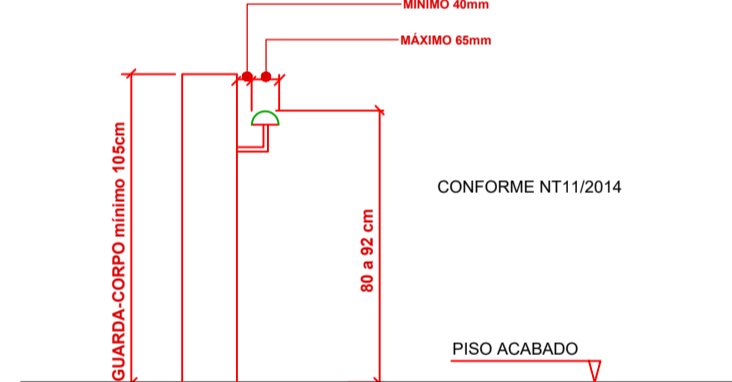 MÍNIMO 40mm
MÁXIMO 65mm
GUARDA-CORPO mínimo 105cm
CONFORME NT11/2014
80 a 92 cm
PISO ACABADO